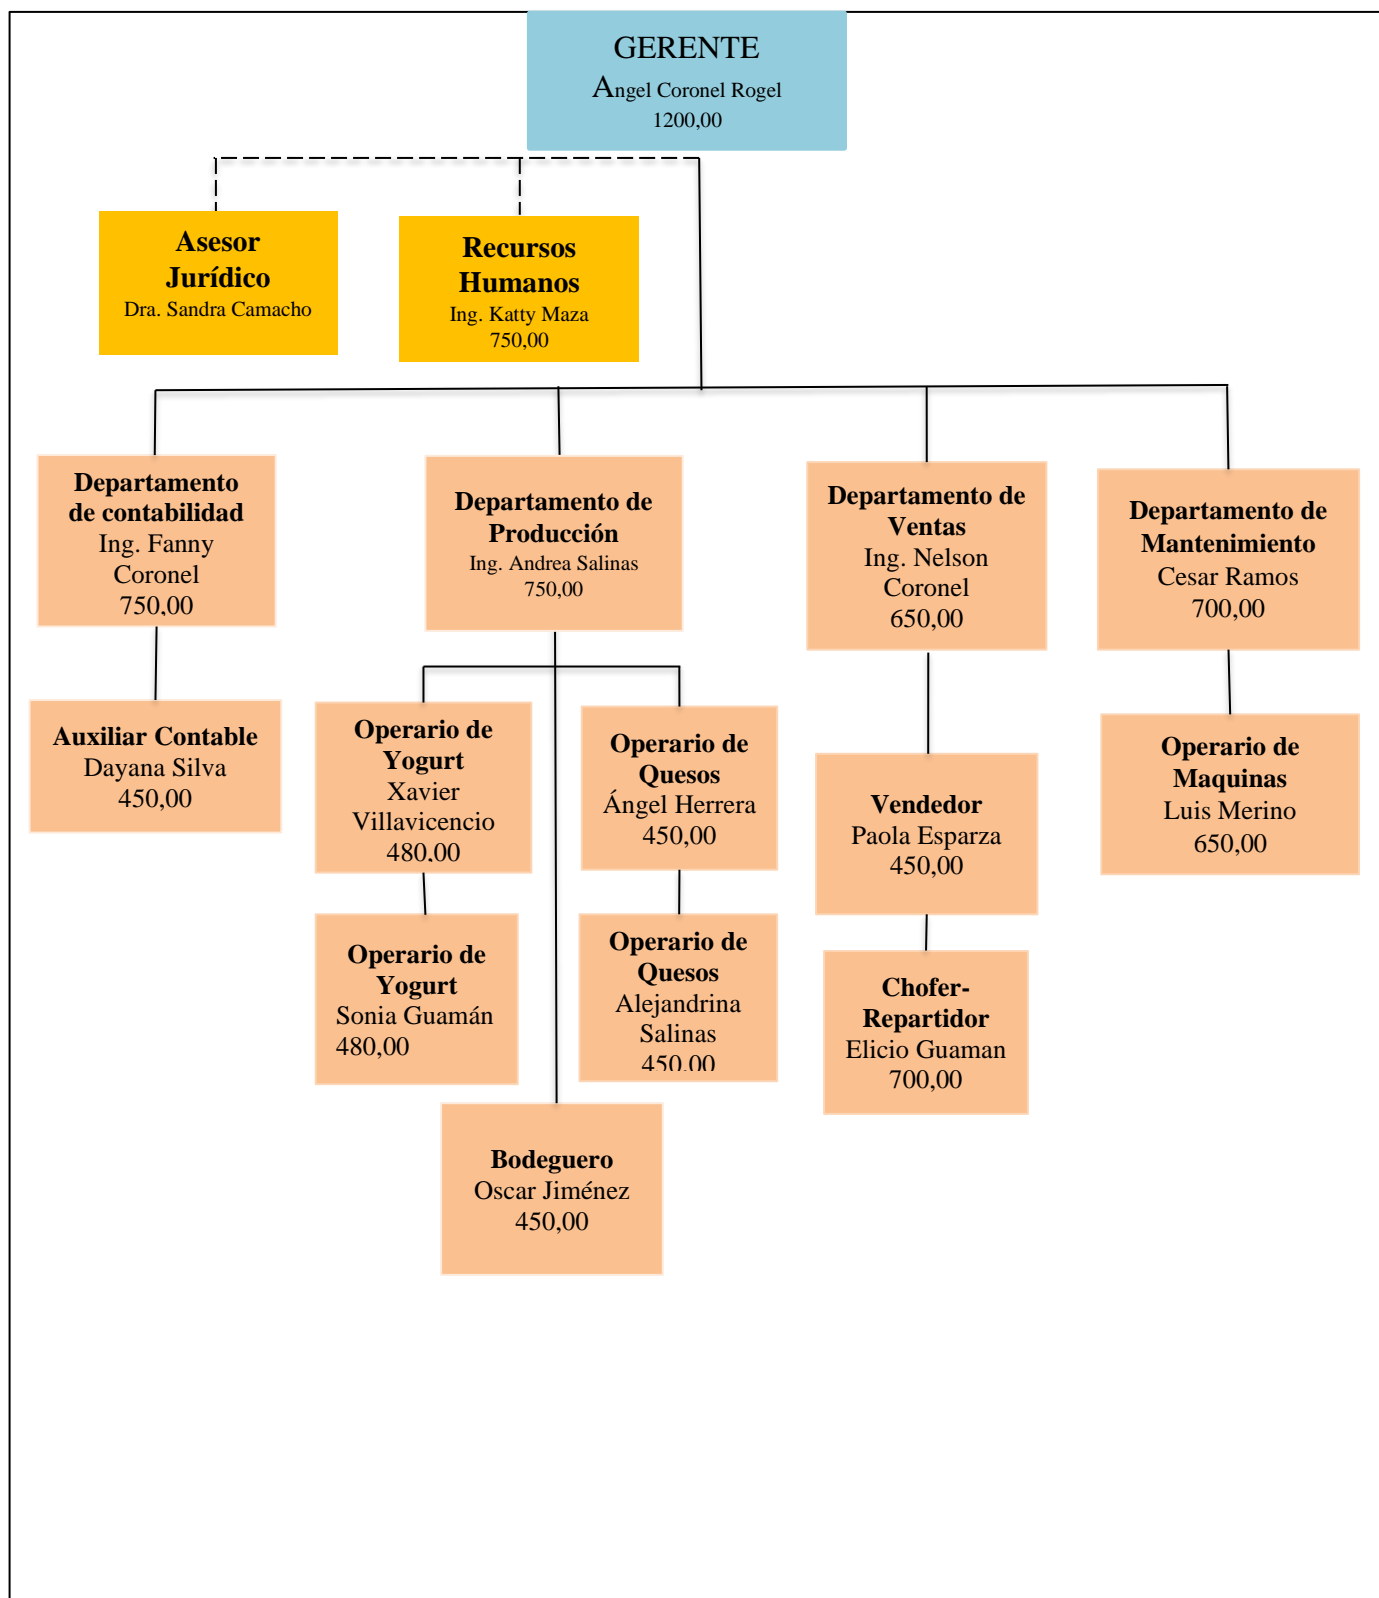 GERENTE
Angel Coronel Rogel
1200,00
Asesor
Jurídico
Dra. Sandra Camacho
Recursos
Humanos
Ing. Katty Maza
750,00
Departamento
de contabilidad
Ing. Fanny
Coronel
750,00
Departamento de
Producción
Ing. Andrea Salinas
750,00
Departamento de
Ventas
Ing. Nelson
Coronel
650,00
Departamento de
Mantenimiento
Cesar Ramos
700,00
Auxiliar Contable
Dayana Silva
450,00
Operario de
Yogurt
Xavier
Villavicencio
480,00
Operario de
Quesos
Ángel Herrera
450,00
Vendedor
Paola Esparza
450,00
Operario de
Maquinas
Luis Merino
650,00
Operario de
Yogurt
Sonia Guamán
480,00
Operario de
Quesos
Alejandrina
Salinas
450,00
Chofer-
Repartidor
Elicio Guaman
700,00
Bodeguero
Oscar Jiménez
450,00